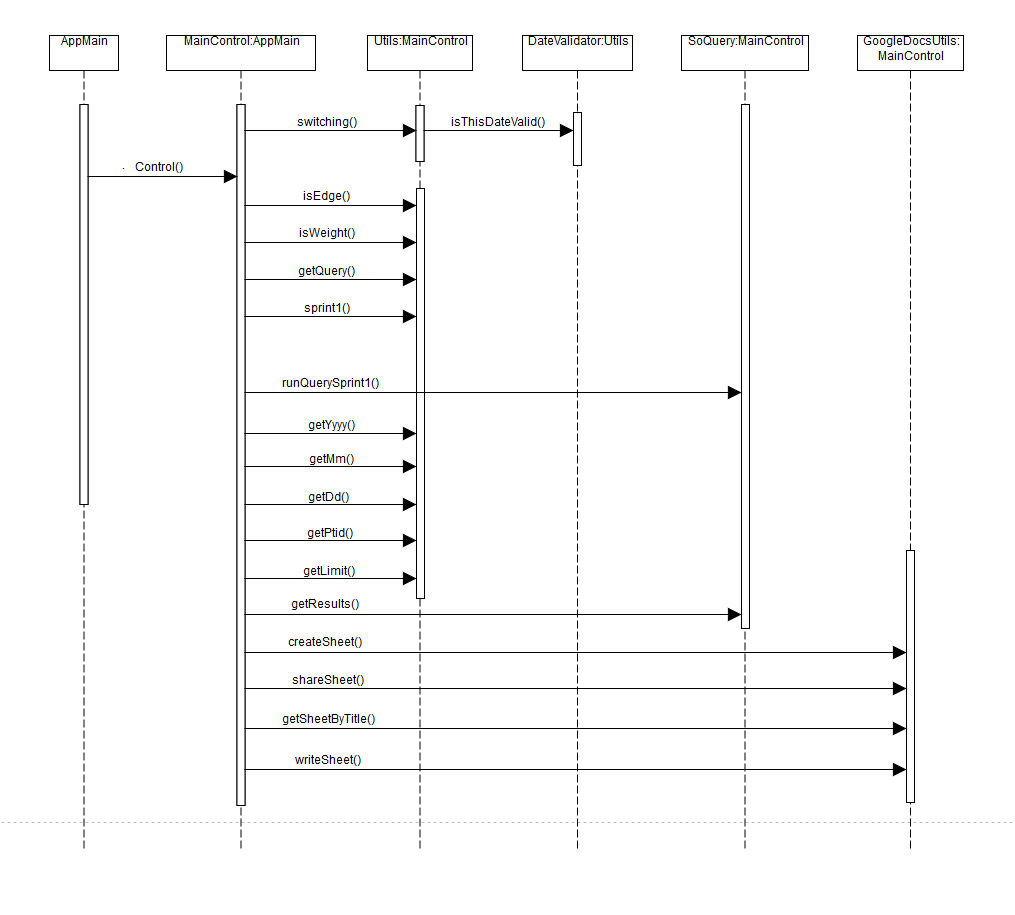 AppMain
MainControl:AppMain
Utils:MainControl
DateValidator:Utils
SoQuery:MainControl
GoogleDocsUtils:
MainControl
switching()
isThisDateValid()
. Control()
isEdge()
isWeight()
getQuery()
sprint1()
runQuerySprint1()
getYyyy()
getMm()
getDd()
getPtid()
getLimit()
getResults()
createSheet()
shareSheet()
getSheetByTitle()
writeSheet()